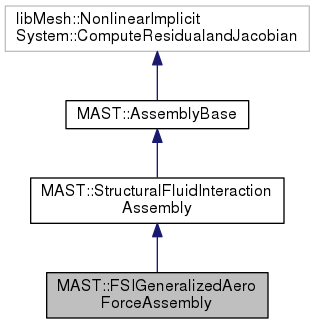 libMesh::NonlinearImplicit
System::ComputeResidualandJacobian
MAST::AssemblyBase
MAST::StructuralFluidInteraction
Assembly
MAST::FSIGeneralizedAero
ForceAssembly